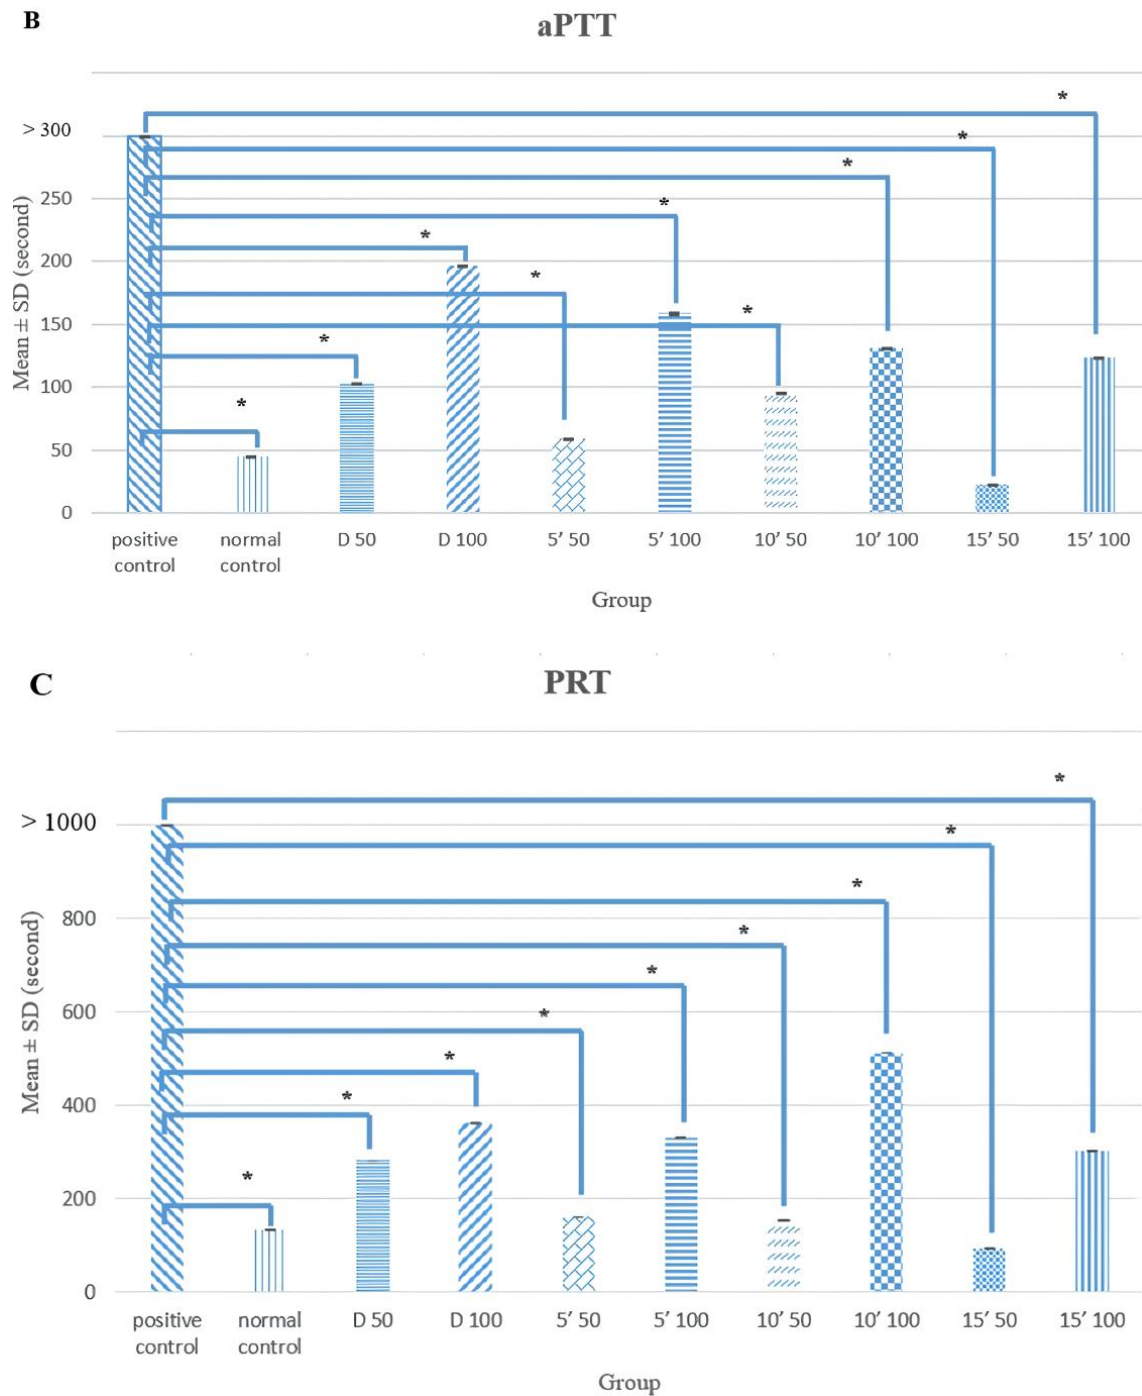 B
aPTT
*
> 300
*
*
250
*
*
200
*
*
150
*
100
*
50
0
Mean ± SD (second)
positive control
normal control
D 50
D 100
5′ 50
5′ 100
10′ 50
10′ 100
15′ 50
15′ 100
Group
C
PRT
*
> 1000
*
*
800
*
*
600
*
*
400
*
200
*
0
Mean ± SD (second)
positive control
normal control
D 50
D 100
5′ 50
5′ 100
10′ 50
10′ 100
15′ 50
15′ 100
Group